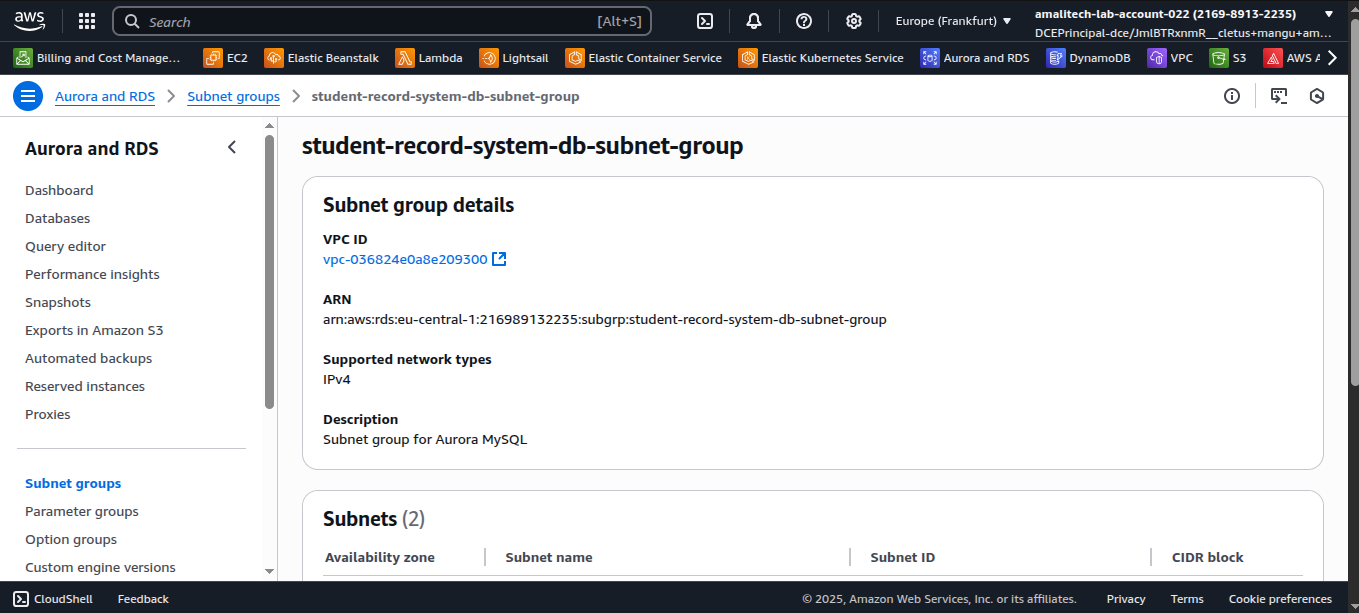 aws
Search
[Alt+S]
Europe (Frankfurt)
amalitech-lab-account-022 (2169-8913-2235)
DCEPrincipal-dce/JmlBTRxnmR__cletus+mangu+am...
Billing and Cost Manage...
EC2
Elastic Beanstalk
Lambda
Lightsail
Elastic Container Service
Elastic Kubernetes Service
Aurora and RDS
DynamoDB
VPC
S3
AWS A
Aurora and RDS
Subnet groups
student-record-system-db-subnet-group
Aurora and RDS
Dashboard
Databases
Query editor
Performance insights
Snapshots
Exports in Amazon S3
Automated backups
Reserved instances
Proxies
Subnet groups
Parameter groups
Option groups
Custom engine versions
student-record-system-db-subnet-group
Subnet group details
VPC ID
vpc-036824e0a8e209300
ARN
arn:aws:rds:eu-central-1:216989132235:subgrp:student-record-system-db-subnet-group
Supported network types
IPv4
Description
Subnet group for Aurora MySQL
Subnets (2)
Availability zone
Subnet name
Subnet ID
CIDR block
CloudShell
Feedback
© 2025, Amazon Web Services, Inc. or its affiliates.
Privacy
Terms
Cookie preferences